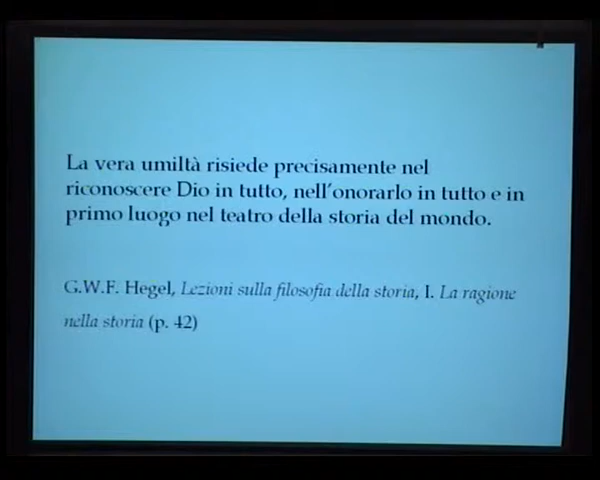 La vera umiltà risiede precisamente nel
riconoscere Dio in tutto, nell'onorarlo in tutto e in
primo luogo nel teatro della storia del mondo.
G.W.F. Hegel, Lezioni sulla filosofia della storia, I. La ragione
nella storia (p. 42)